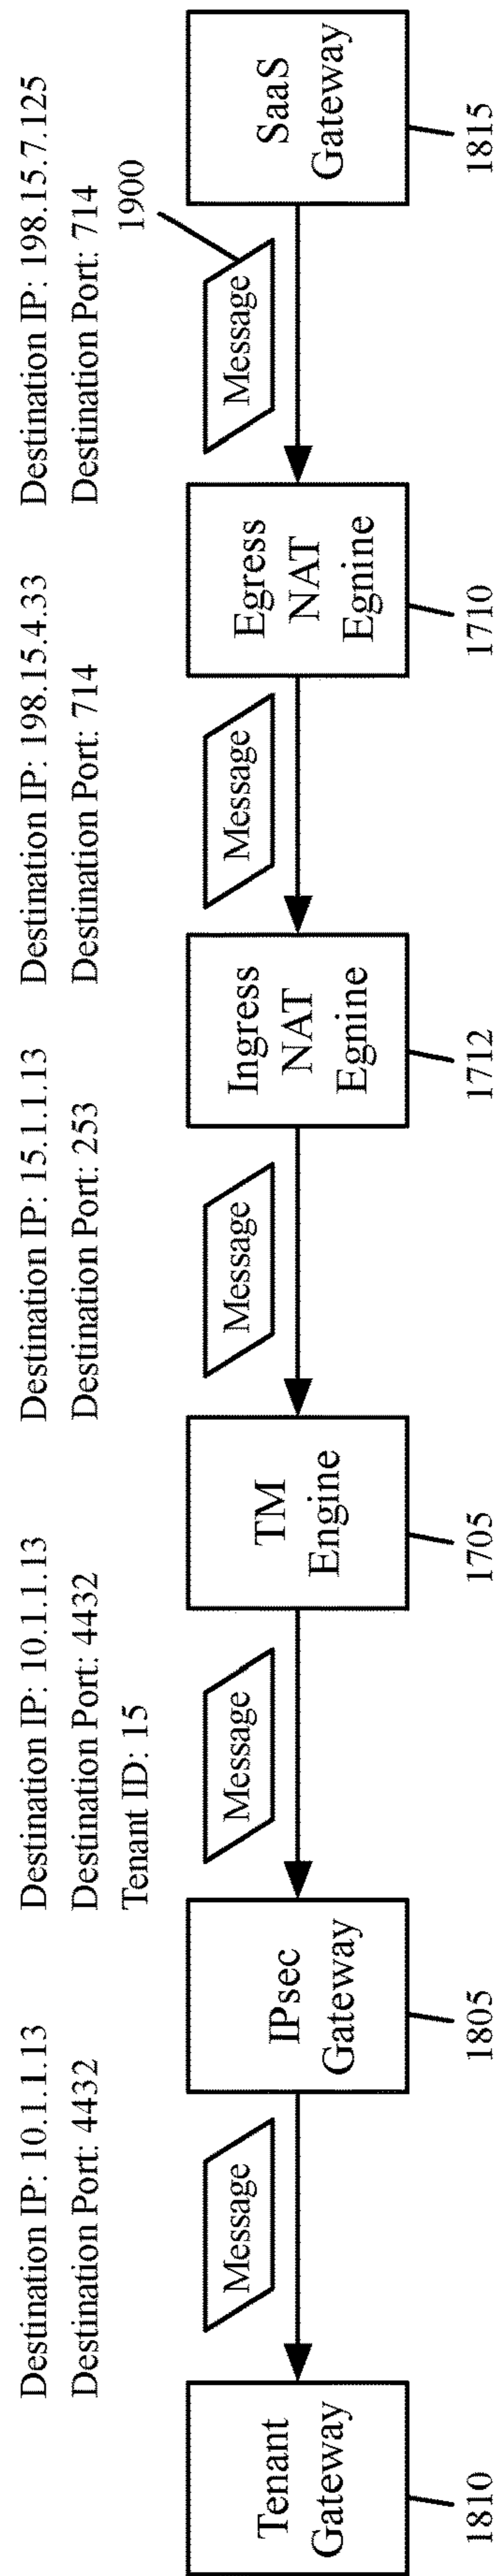 Destination IP: 10.1.1.13
Destination Port: 4432
Destination IP: 10.1.1.13
Destination Port: 4432
Tenant ID: 15
Destination IP: 15.1.1.13
Destination Port: 253
Destination IP: 198.15.4.33
Destination Port: 714
Destination IP: 198.15.7.125
Destination Port: 714
1900
Tenant
Gateway
Message
IPsec
Gateway
Message
TM
Engine
Message
Ingress
NAT
Egnine
Message
Egress
NAT
Egnine
Message
SaaS
Gateway
1810
1805
1705
1712
1710
1815